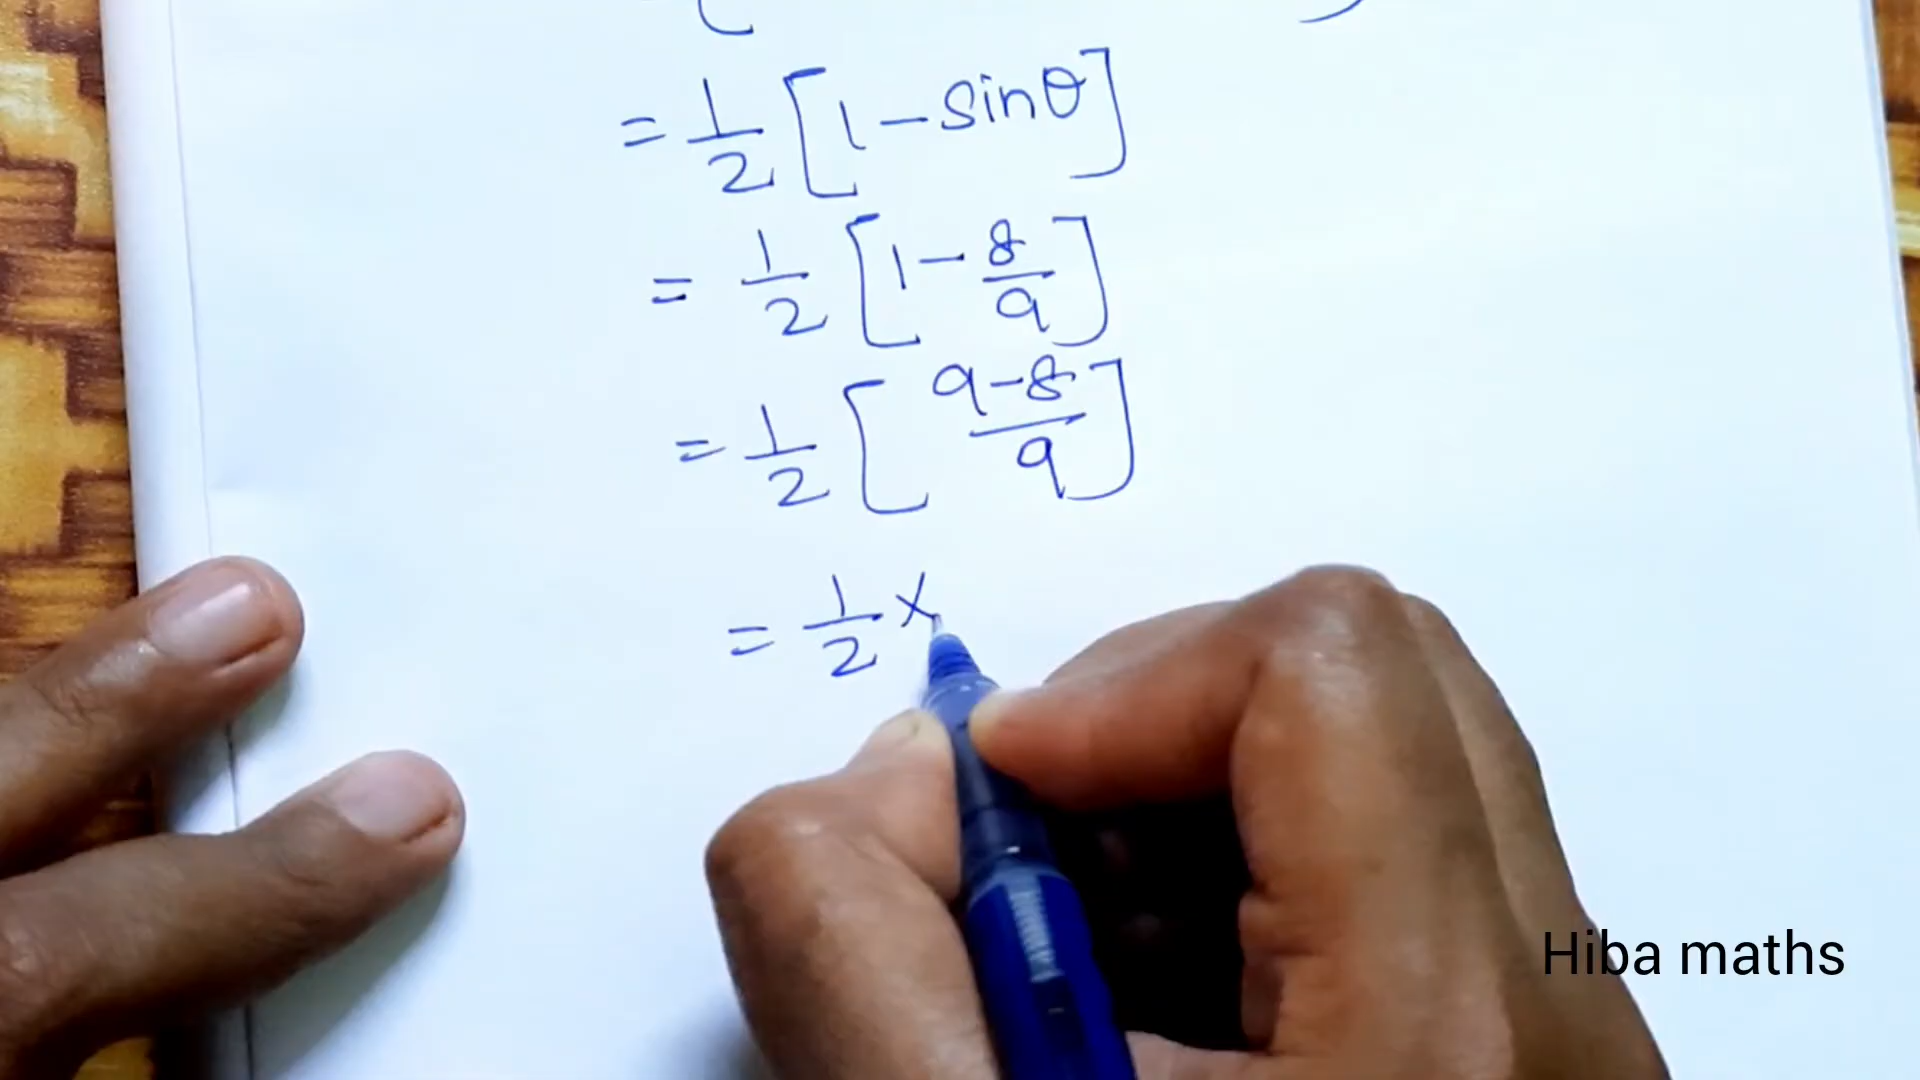 = 1/2 [1 - sinθ]
= 1/2 [1 - 8/9]
= 1/2 [9-8/9]
= 1/2 ×
Hiba maths